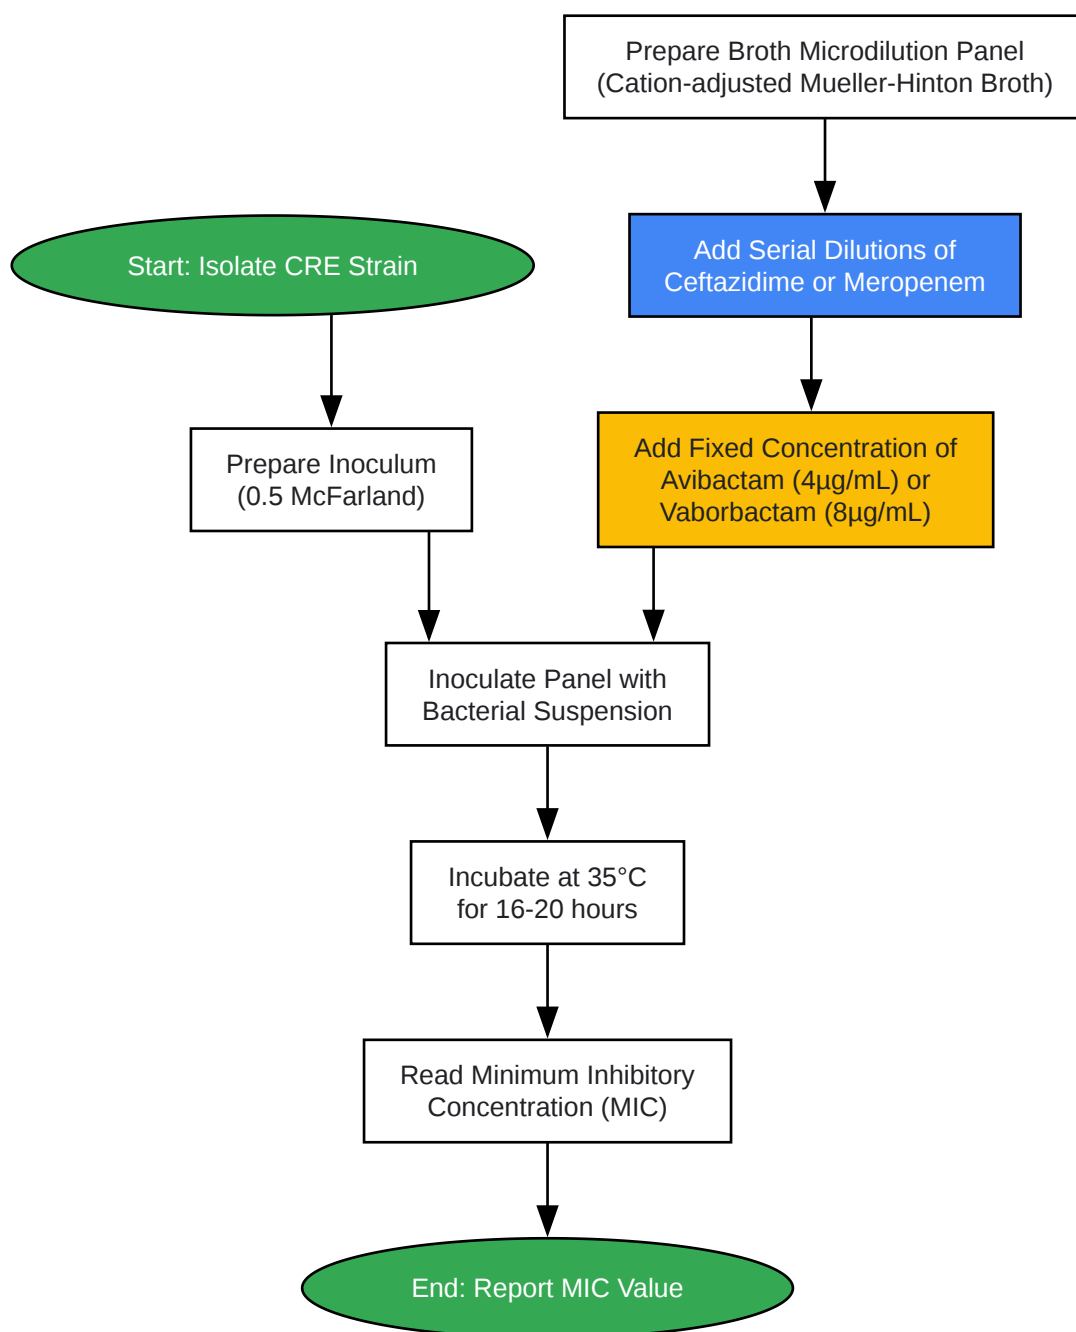 Prepare Broth Microdilution Panel
(Cation-adjusted Mueller-Hinton Broth)
Start: Isolate CRE Strain
Add Serial Dilutions of
Ceftazidime or Meropenem
Prepare Inoculum
(0.5 McFarland)
Add Fixed Concentration of
Avibactam (4µg/mL) or
Vaborbactam (8µg/mL)
Inoculate Panel with
Bacterial Suspension
Incubate at 35°C
for 16-20 hours
Read Minimum Inhibitory
Concentration (MIC)
End: Report MIC Value